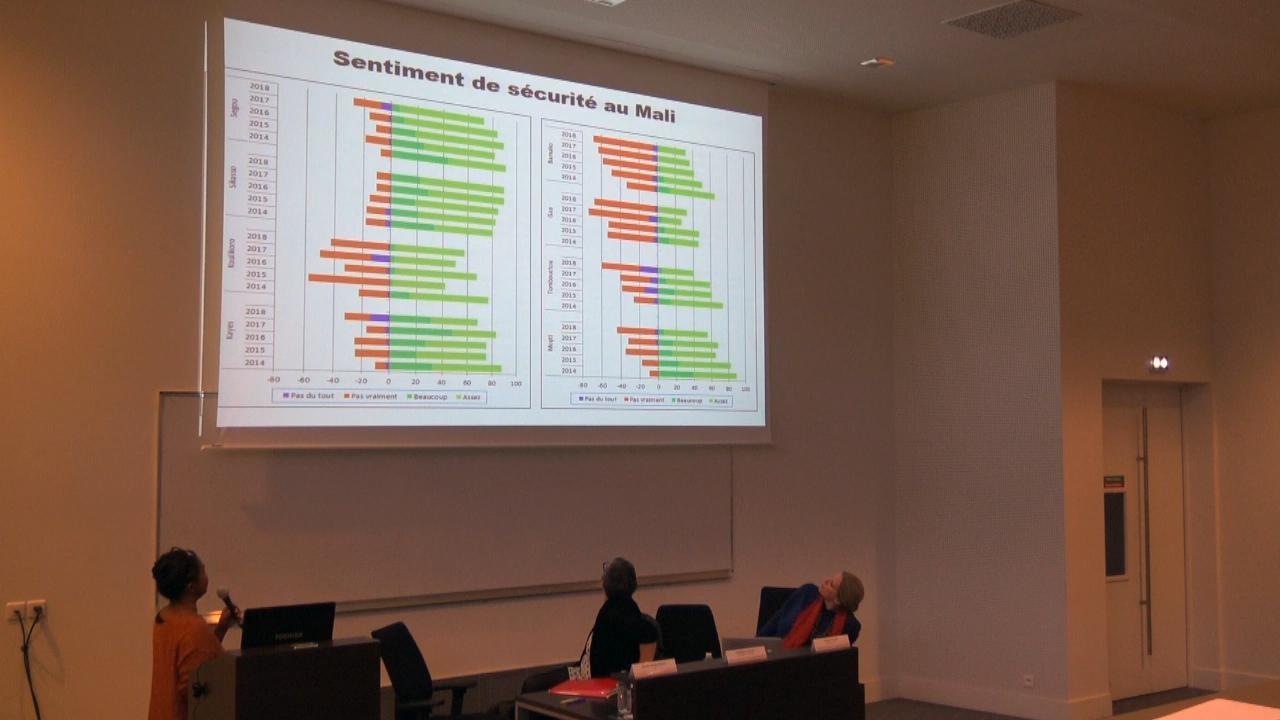 Sentiment de sécurité au Mali
Segou
2018
2017
2016
2015
2014
Sikasso
2018
2017
2016
2015
2014
Koulikoro
2018
2017
2016
2015
2014
Kayes
2018
2017
2016
2015
2014
-80 -60 -40 -20 0 20 40 60 80 100
Pas du tout Pas vraiment Beaucoup Assez
Bamako
2018
2017
2016
2015
2014
Gao
2018
2017
2016
2015
2014
Tombouctou
2018
2017
2016
2015
2014
Mopti
2018
2017
2016
2015
2014
-80 -60 -40 -20 0 20 40 60 80 100
Pas du tout Pas vraiment Beaucoup Assez
TOSHIBA